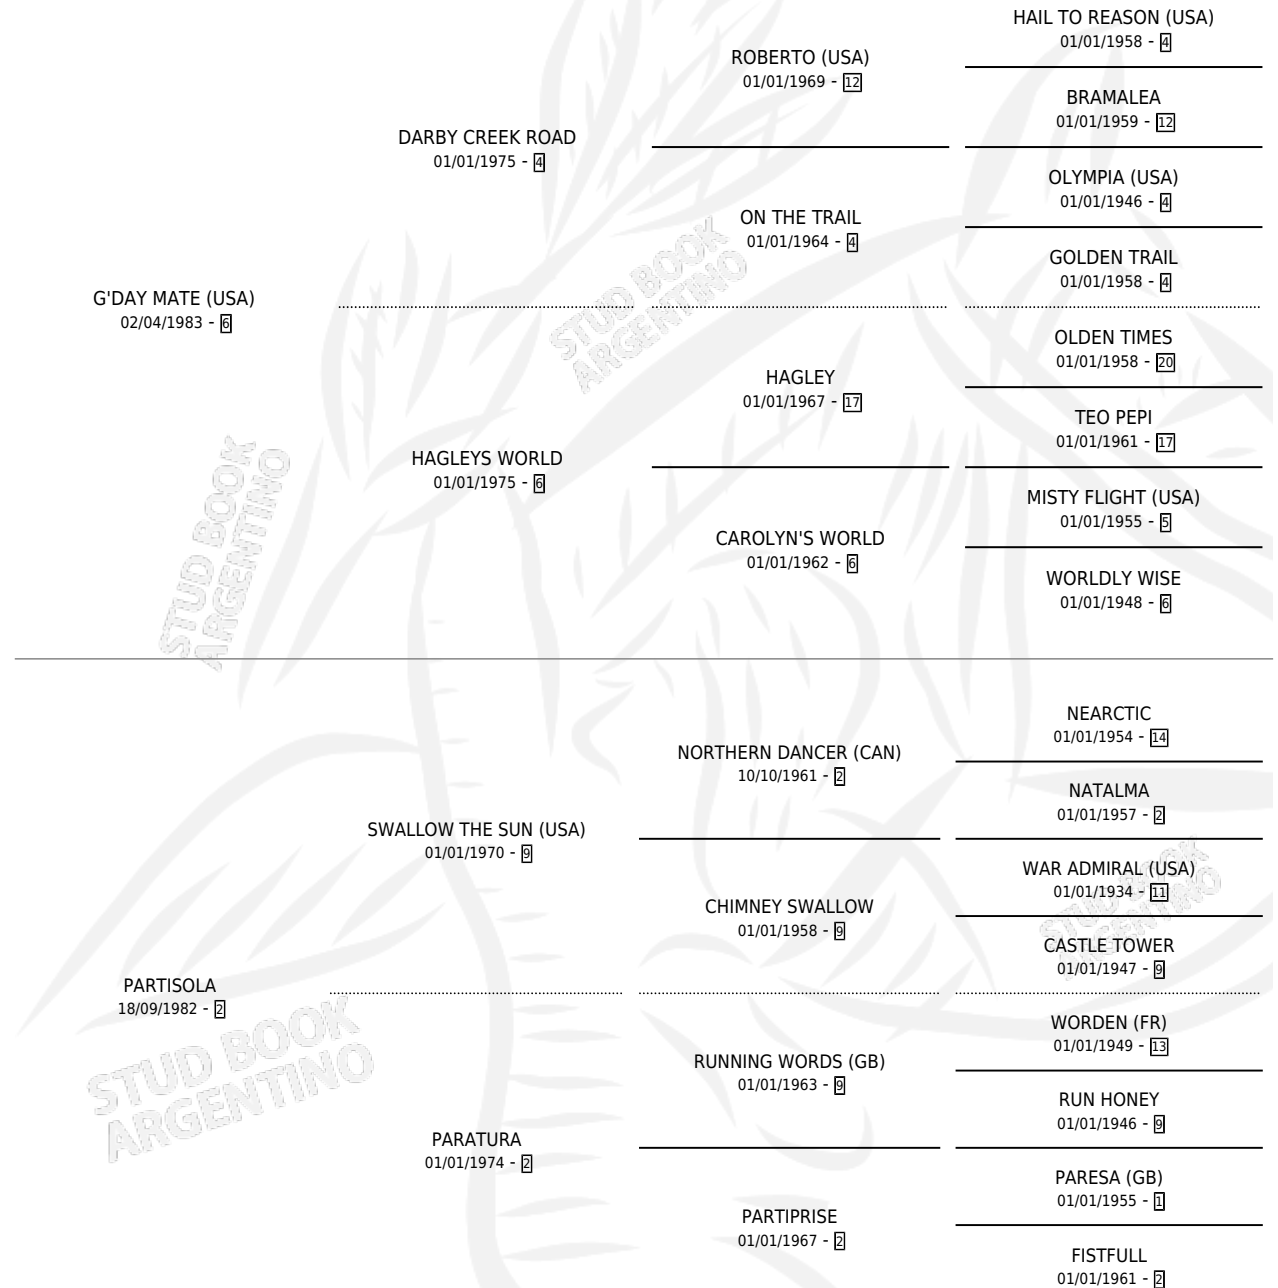 HAIL TO REASON (USA)
01/01/1958 - 4
ROBERTO (USA)
01/01/1969 - 12
BRAMALEA
01/01/1959 - 12
DARBY CREEK ROAD
01/01/1975 - 4
OLYMPIA (USA)
01/01/1946 - 4
ON THE TRAIL
01/01/1964 - 4
GOLDEN TRAIL
01/01/1958 - 4
G'DAY MATE (USA)
02/04/1983 - 6
OLDEN TIMES
01/01/1958 - 20
HAGLEY
01/01/1967 - 17
TEO PEPI
01/01/1961 - 17
HAGLEYS WORLD
01/01/1975 - 6
MISTY FLIGHT (USA)
01/01/1955 - 5
CAROLYN'S WORLD
01/01/1962 - 6
WORLDLY WISE
01/01/1948 - 6
NEARCTIC
01/01/1954 - 14
NORTHERN DANCER (CAN)
10/10/1961 - 2
NATALMA
01/01/1957 - 2
SWALLOW THE SUN (USA)
01/01/1970 - 9
WAR ADMIRAL (USA)
01/01/1934 - 11
CHIMNEY SWALLOW
01/01/1958 - 9
CASTLE TOWER
01/01/1947 - 9
PARTISOLA
18/09/1982 - 2
WORDEN (FR)
01/01/1949 - 13
RUNNING WORDS (GB)
01/01/1963 - 9
RUN HONEY
01/01/1946 - 9
PARATURA
01/01/1974 - 2
PARESA (GB)
01/01/1955 - 1
PARTIPRISE
01/01/1967 - 2
FISTFULL
01/01/1961 - 2
STUD BOOK
ARGENTINO
STUD BOOK
ARGENTINO
STUD BOOK
ARGENTINO
STUD BOOK
ARGENTINO